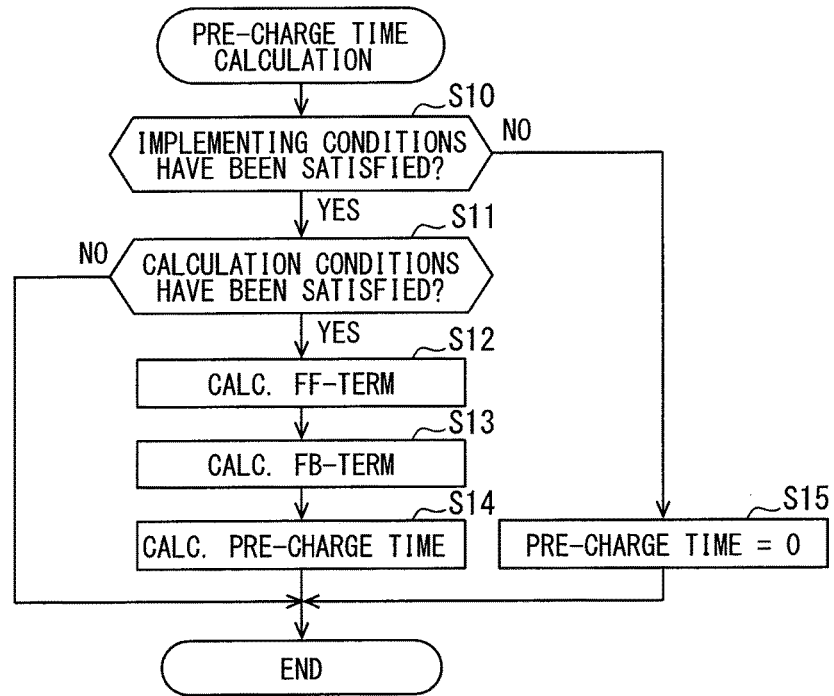 PRE-CHARGE TIME
CALCULATION
S10
IMPLEMENTING CONDITIONS
HAVE BEEN SATISFIED?
NO
YES
S11
NO
CALCULATION CONDITIONS
HAVE BEEN SATISFIED?
YES
S12
CALC. FF-TERM
S13
CALC. FB-TERM
S14
CALC. PRE-CHARGE TIME
S15
PRE-CHARGE TIME = 0
END